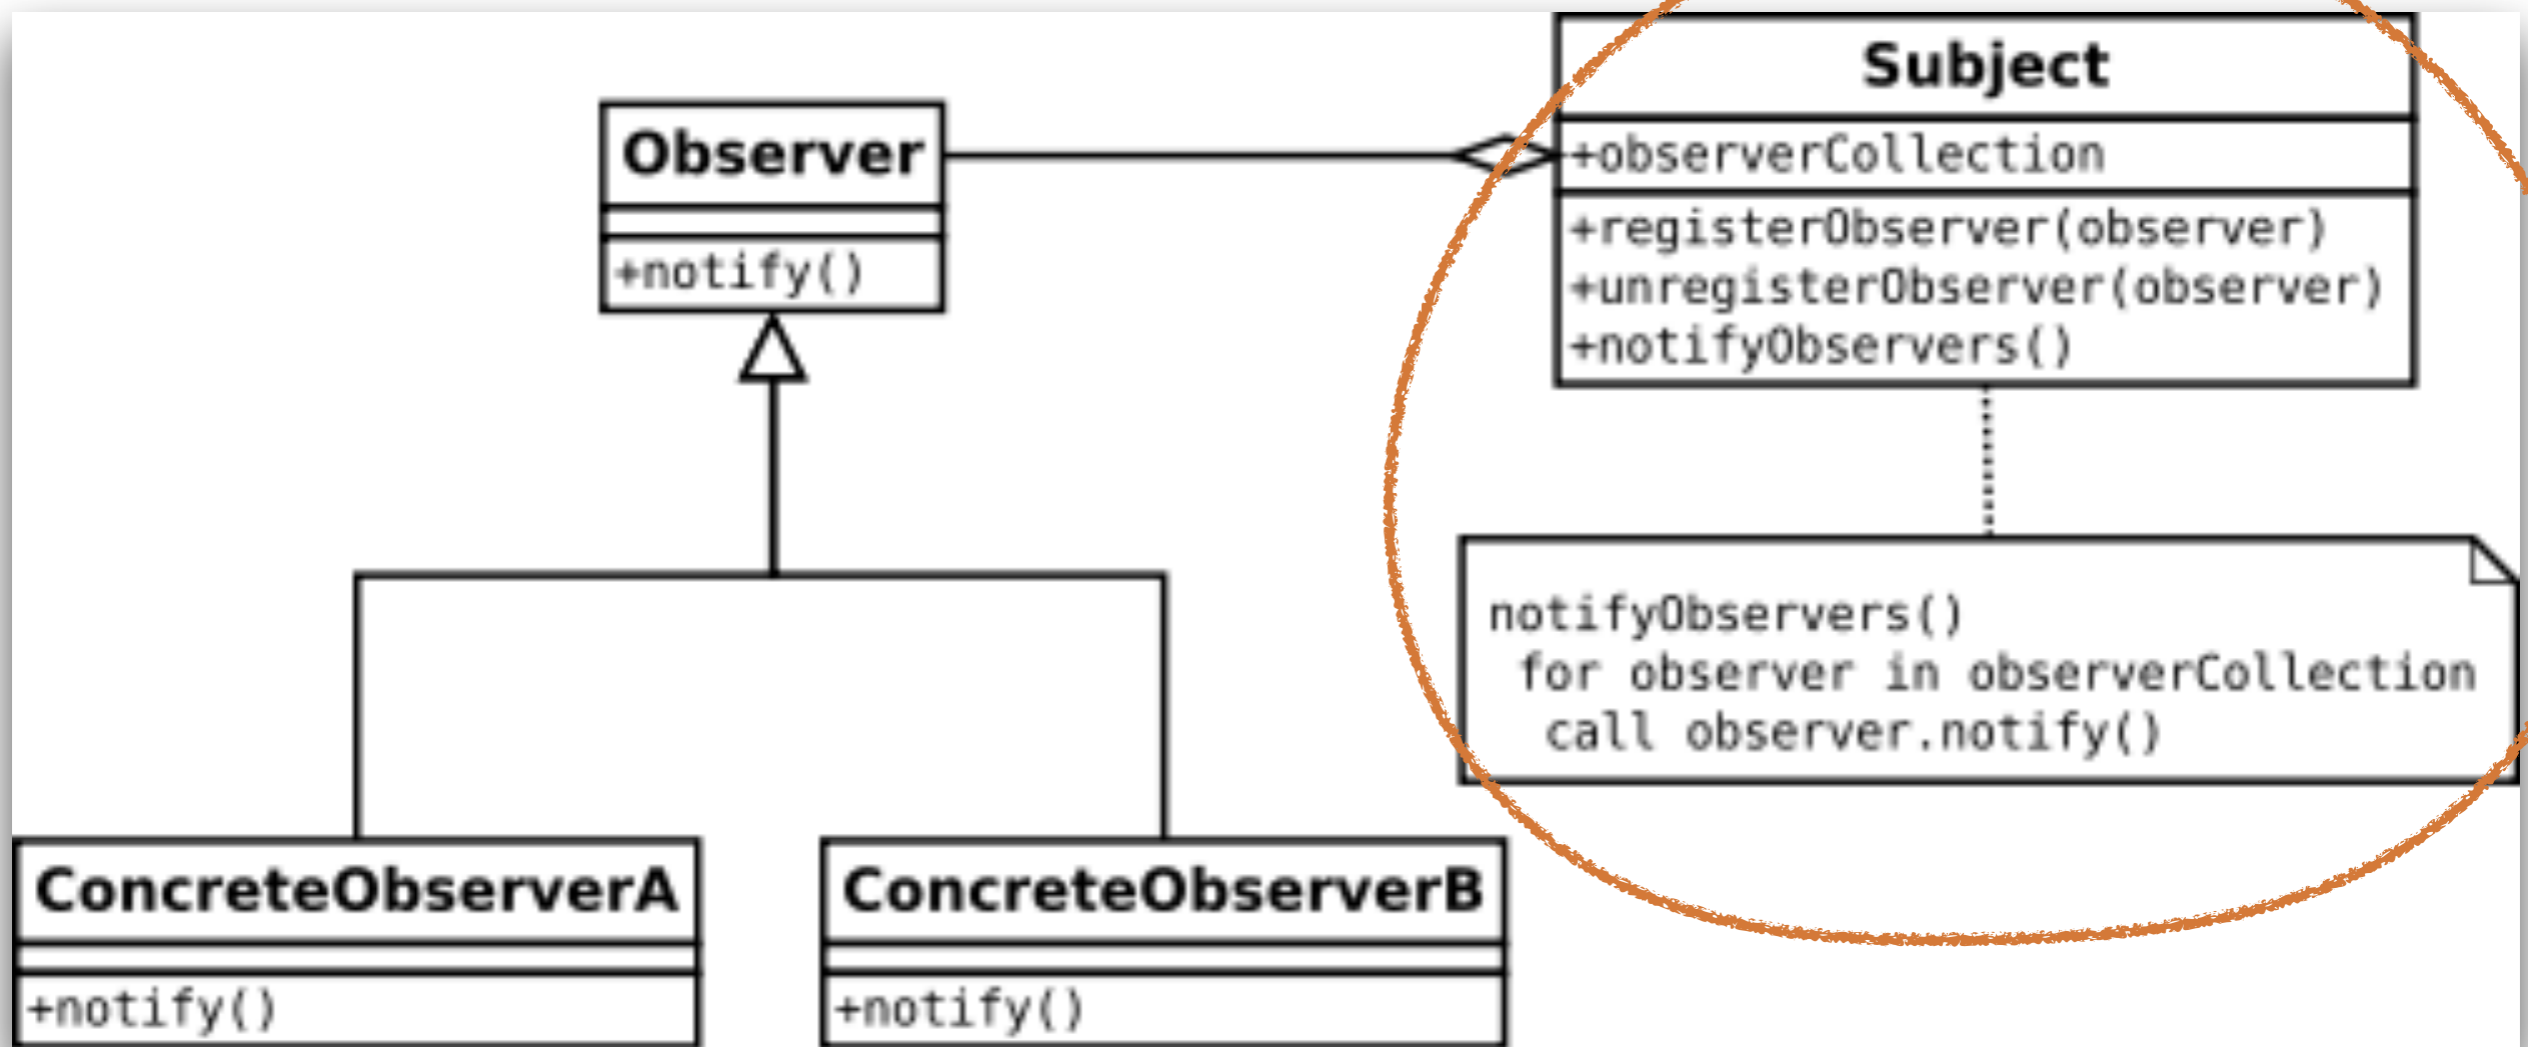 Subject
+observerCollection
+registerObserver(observer)
+unregisterObserver(observer)
+notifyObservers()
Observer
+notify()
notifyObservers()
for observer in observerCollection
call observer.notify()
ConcreteObserverA
+notify()
ConcreteObserverB
+notify()